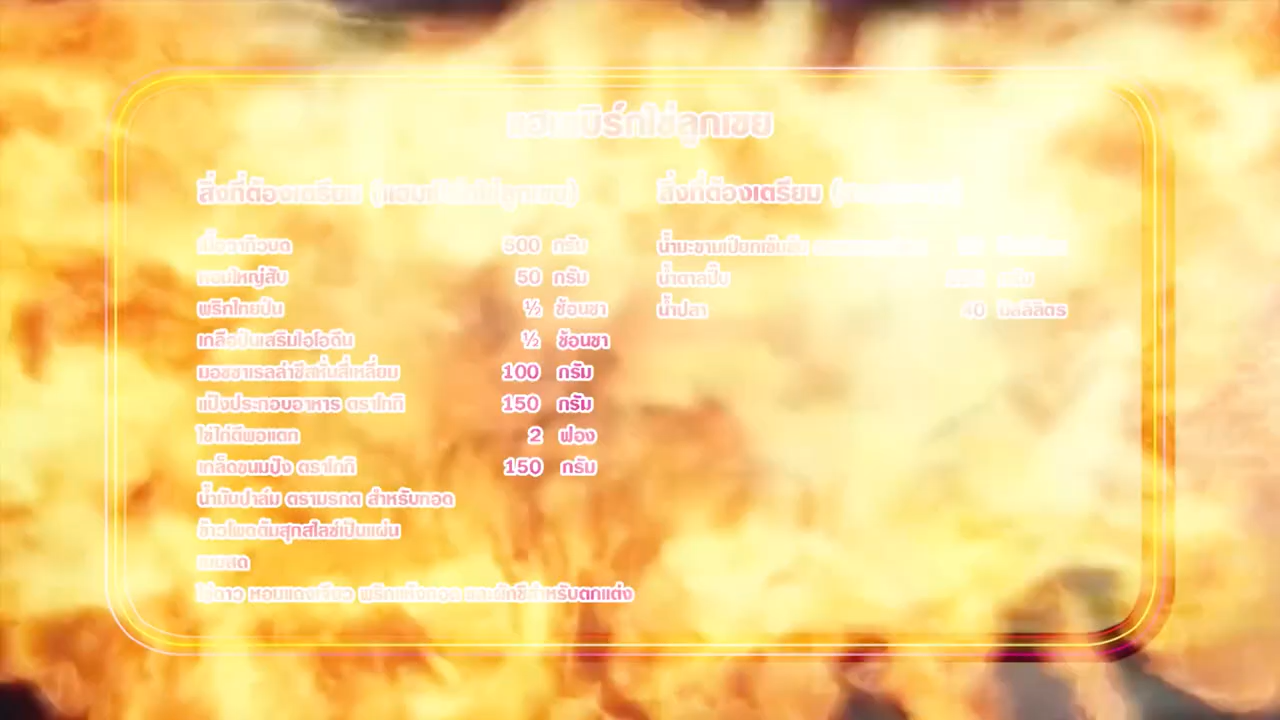 แฮมเบิร์กไข่ลูกเขย
สิ่งที่ต้องเตรียม (แฮมเบิร์กไข่ลูกเขย)
เนื้อวากิวบด 500 กรัม
หอมใหญ่สับ 50 กรัม
พริกไทยป่น ½ ช้อนชา
เกลือป่นเสริมไอโอดีน ½ ช้อนชา
มอซซาเรลล่าชีสหั่นสี่เหลี่ยม 100 กรัม
แป้งประกอบอาหาร ตราโกกิ 150 กรัม
ไข่ไก่ตีพอแตก 2 ฟอง
เกล็ดขนมปัง ตราโกกิ 150 กรัม
น้ำมันปาล์ม ตรามรกต สำหรับทอด
ข้าวโพดต้มสุกสไลซ์เป็นแผ่น
นมสด
ไข่ดาว หอมแดงเจียว พริกแห้งทอด และผักชีสำหรับตกแต่ง
สิ่งที่ต้องเตรียม
น้ำมะขามเปียกเข้มข้น
น้ำตาลปี๊บ กรัม
น้ำปลา 40 มิลลิลิตร